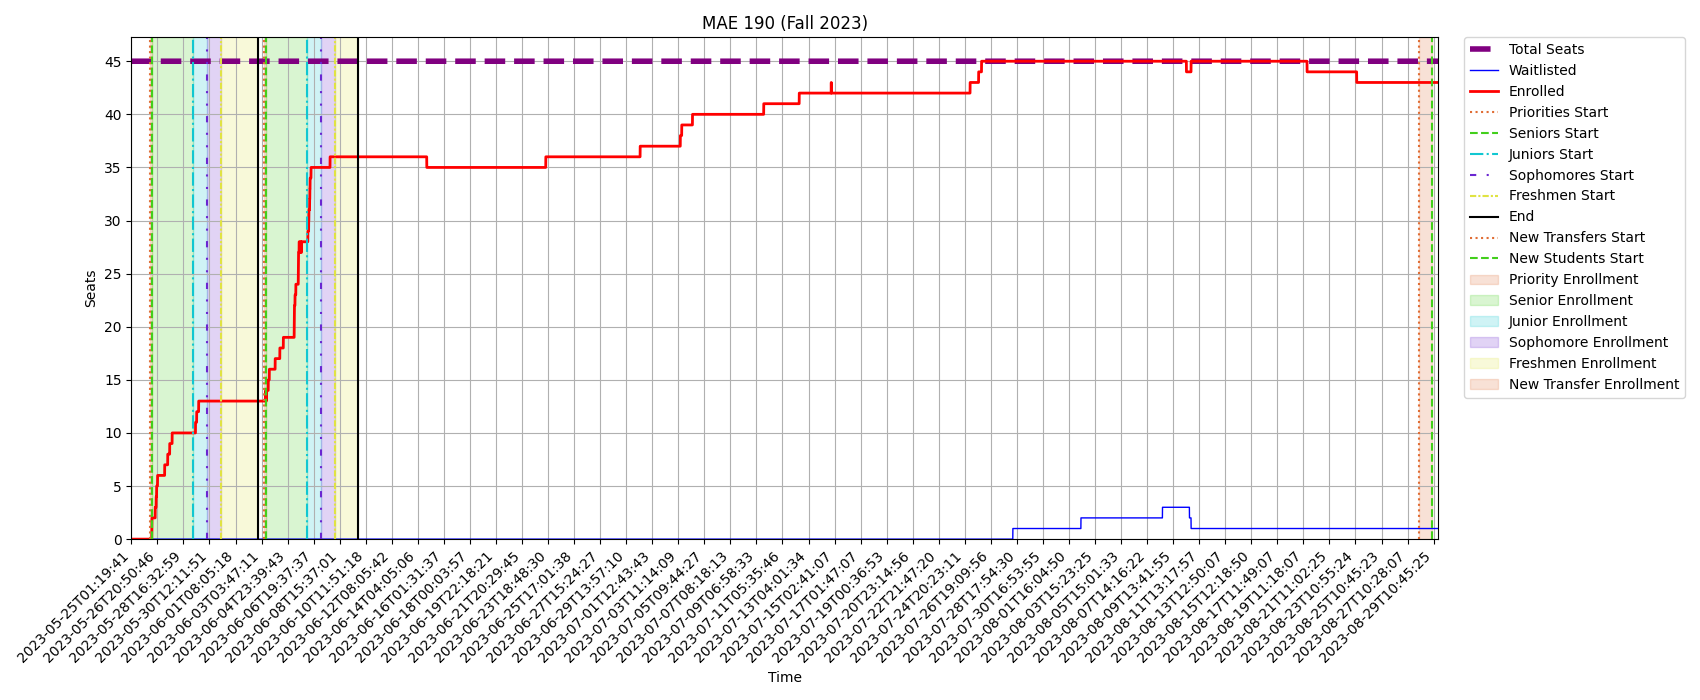 MAE 190 (Fall 2023)
Seats
45
40
35
30
25
20
15
10
5
0
2023-05-25T01:19:41
2023-05-26T20:50:46
2023-05-28T16:32:59
2023-05-30T12:11:51
2023-06-01T08:05:18
2023-06-03T03:47:11
2023-06-04T23:39:43
2023-06-06T19:37:37
2023-06-08T15:37:01
2023-06-10T11:51:18
2023-06-12T08:05:42
2023-06-14T04:05:06
2023-06-16T01:31:37
2023-06-18T00:03:57
2023-06-19T22:18:21
2023-06-21T20:29:45
2023-06-23T18:48:30
2023-06-25T17:01:38
2023-06-27T15:24:27
2023-06-29T13:57:10
2023-07-01T12:43:43
2023-07-03T11:14:09
2023-07-05T09:44:27
2023-07-07T08:18:13
2023-07-09T06:58:33
2023-07-11T05:35:46
2023-07-13T04:01:34
2023-07-15T02:41:07
2023-07-17T01:47:07
2023-07-19T00:36:53
2023-07-20T23:14:56
2023-07-22T21:47:20
2023-07-24T20:23:11
2023-07-26T19:09:56
2023-07-28T17:54:30
2023-07-30T16:53:55
2023-08-01T16:04:50
2023-08-03T15:23:25
2023-08-05T15:01:33
2023-08-07T14:16:22
2023-08-09T13:41:55
2023-08-11T13:17:57
2023-08-13T12:50:07
2023-08-15T12:18:50
2023-08-17T11:49:07
2023-08-19T11:18:07
2023-08-21T11:02:25
2023-08-23T10:55:24
2023-08-25T10:45:23
2023-08-27T10:28:07
2023-08-29T10:45:25
Time
Total Seats
Waitlisted
Enrolled
Priorities Start
Seniors Start
Juniors Start
Sophomores Start
Freshmen Start
End
New Transfers Start
New Students Start
Priority Enrollment
Senior Enrollment
Junior Enrollment
Sophomore Enrollment
Freshmen Enrollment
New Transfer Enrollment